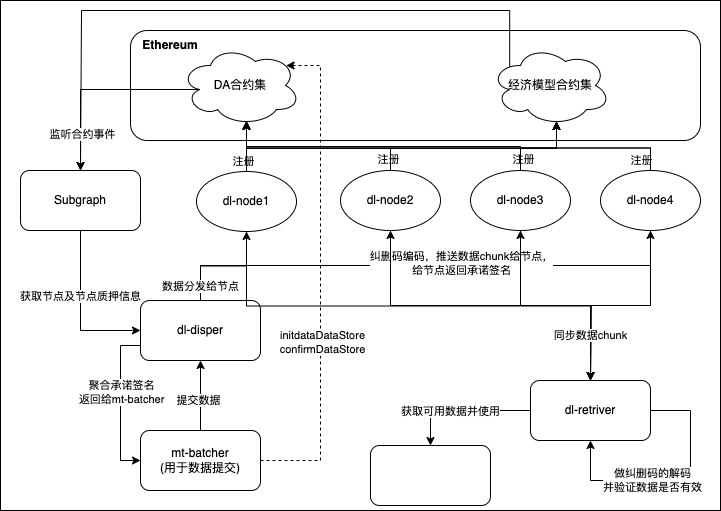 Ethereum
DA合约集
经济模型合约集
监听合约事件
注册
注册
注册
注册
Subgraph
dl-node1
dl-node2
dl-node3
dl-node4
纠删码编码，推送数据chunk给节点，
给节点返回承诺签名
获取节点及节点质押信息
数据分发给节点
dl-disper
initdataDataStore
confirmDataStore
同步数据chunk
聚合承诺签名
返回给mt-batcher
提交数据
获取可用数据并使用
dl-retriver
mt-batcher
(用于数据提交)
做纠删码的解码
并验证数据是否有效